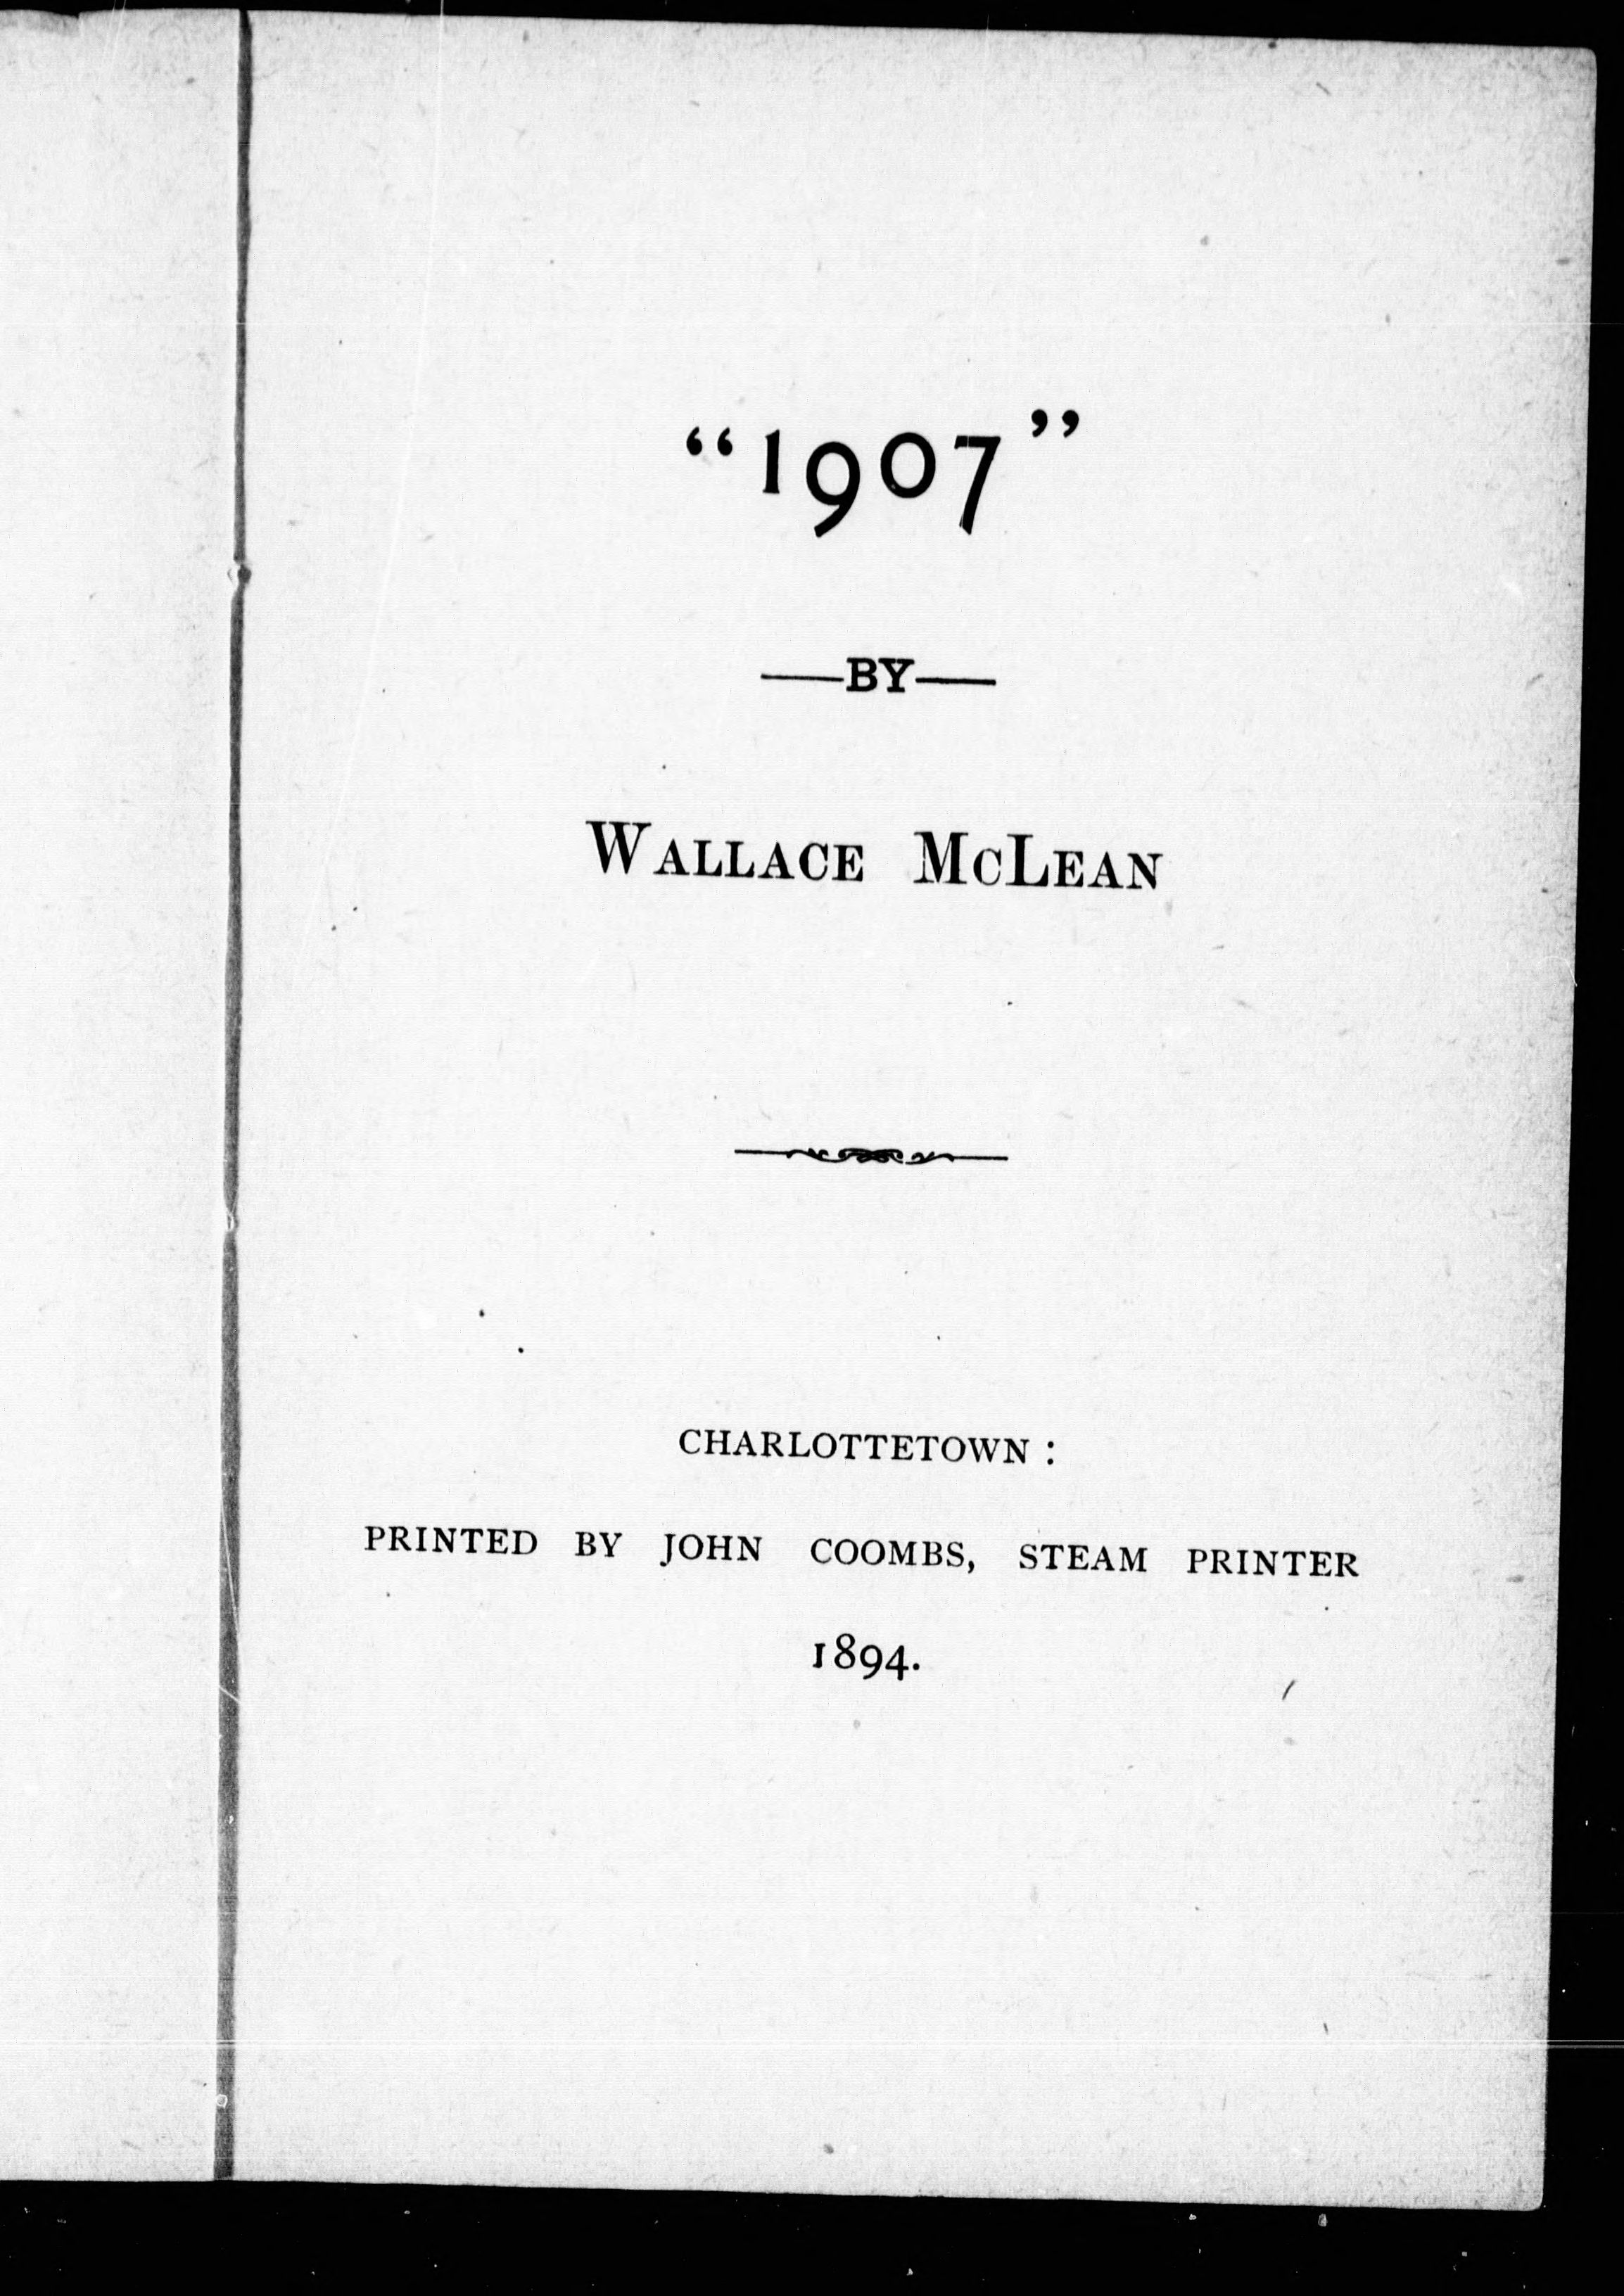 “1907”
—BY—
WALLACE McLEAN
CHARLOTTETOWN :
PRINTED BY JOHN COOMBS, STEAM PRINTER
1894.